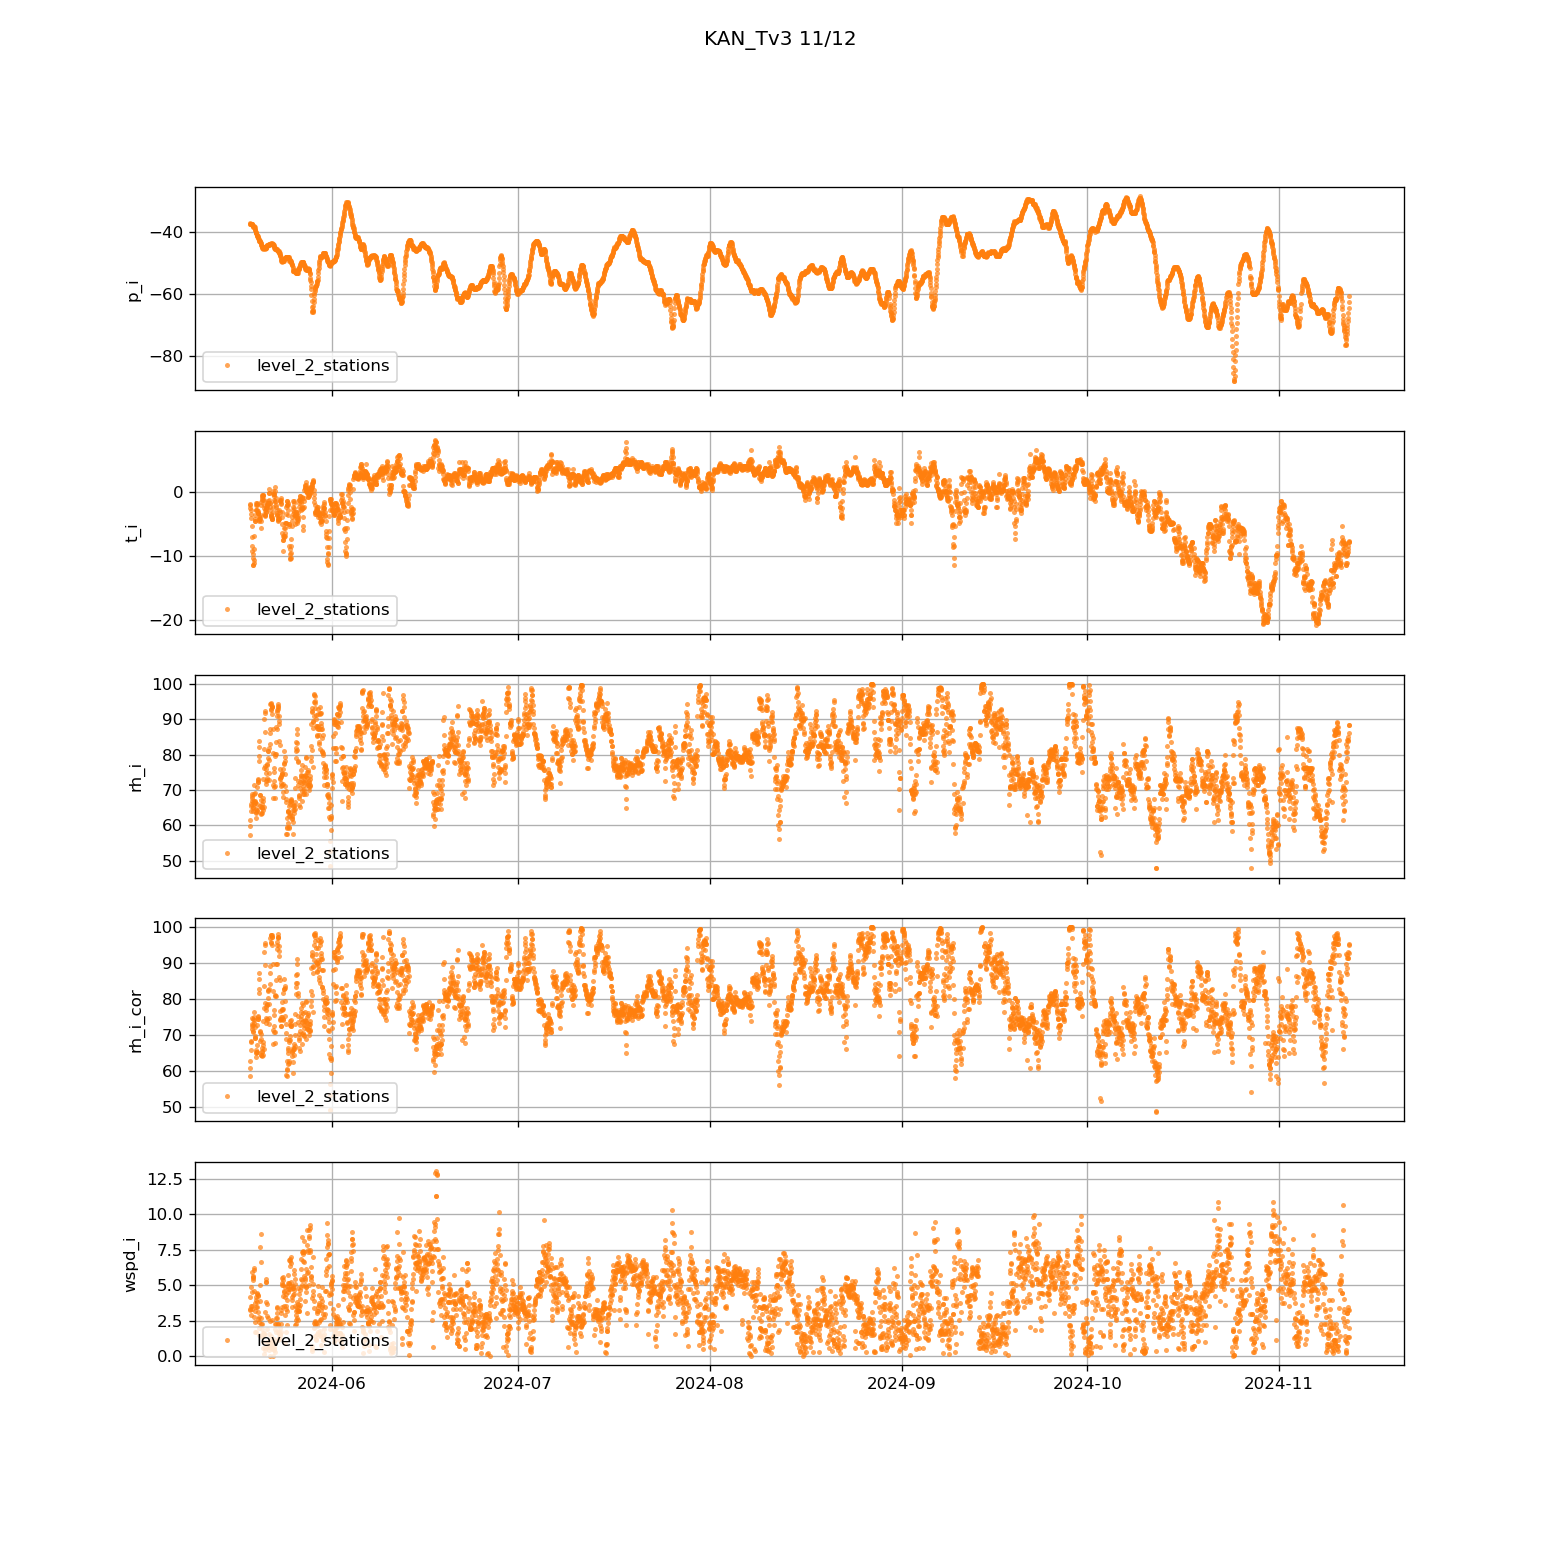 KAN_Tv3 11/12
p_i
−40
−60
−80
level_2_stations
t_i
0
−10
−20
level_2_stations
rh_i
100
90
80
70
60
50
level_2_stations
rh_i_cor
100
90
80
70
60
50
level_2_stations
wspd_i
12.5
10.0
7.5
5.0
2.5
0.0
level_2_stations
2024-06 2024-07 2024-08 2024-09 2024-10 2024-11